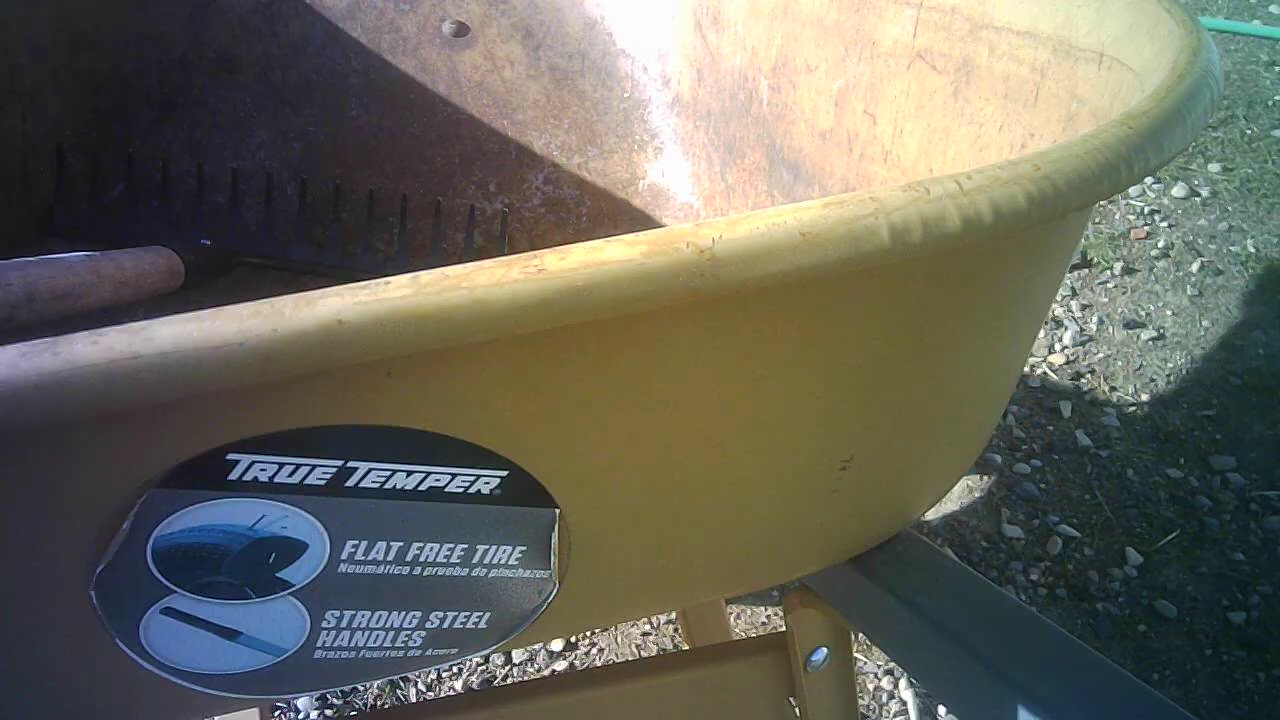 TRUE TEMPER
FLAT FREE TIRE
Neumático a prueba de pinchazos
STRONG STEEL
HANDLES
Brazos Fuertes de Acero